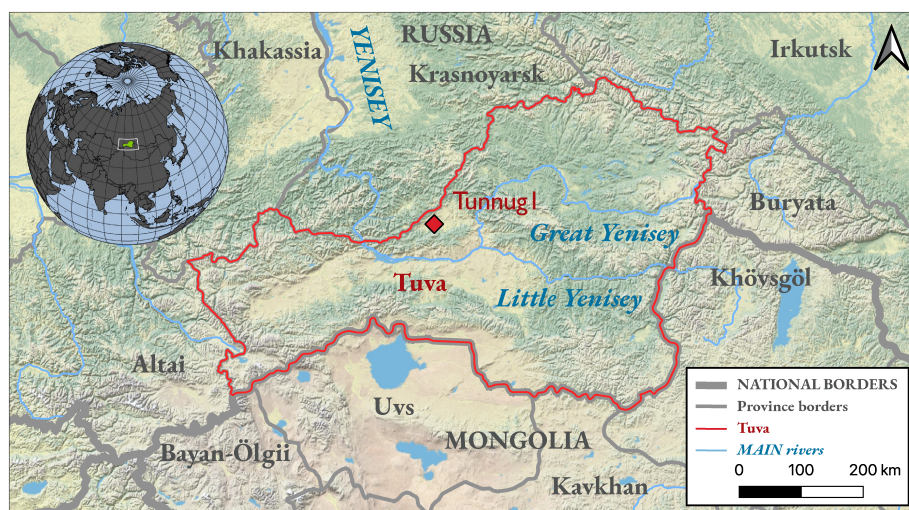 RUSSIA
Khakassia
Irkutsk
YENISEY
Krasnoyarsk
Tunnug1
Buryata
Great Yenisey
Khövsgöl
Tuva
Little Yenisey
Altai
Uvs
MONGOLIA
Bayan-Ölgii
Kavkhan
NATIONAL BORDERS
Province borders
Tuva
MAIN rivers
0 100 200 km